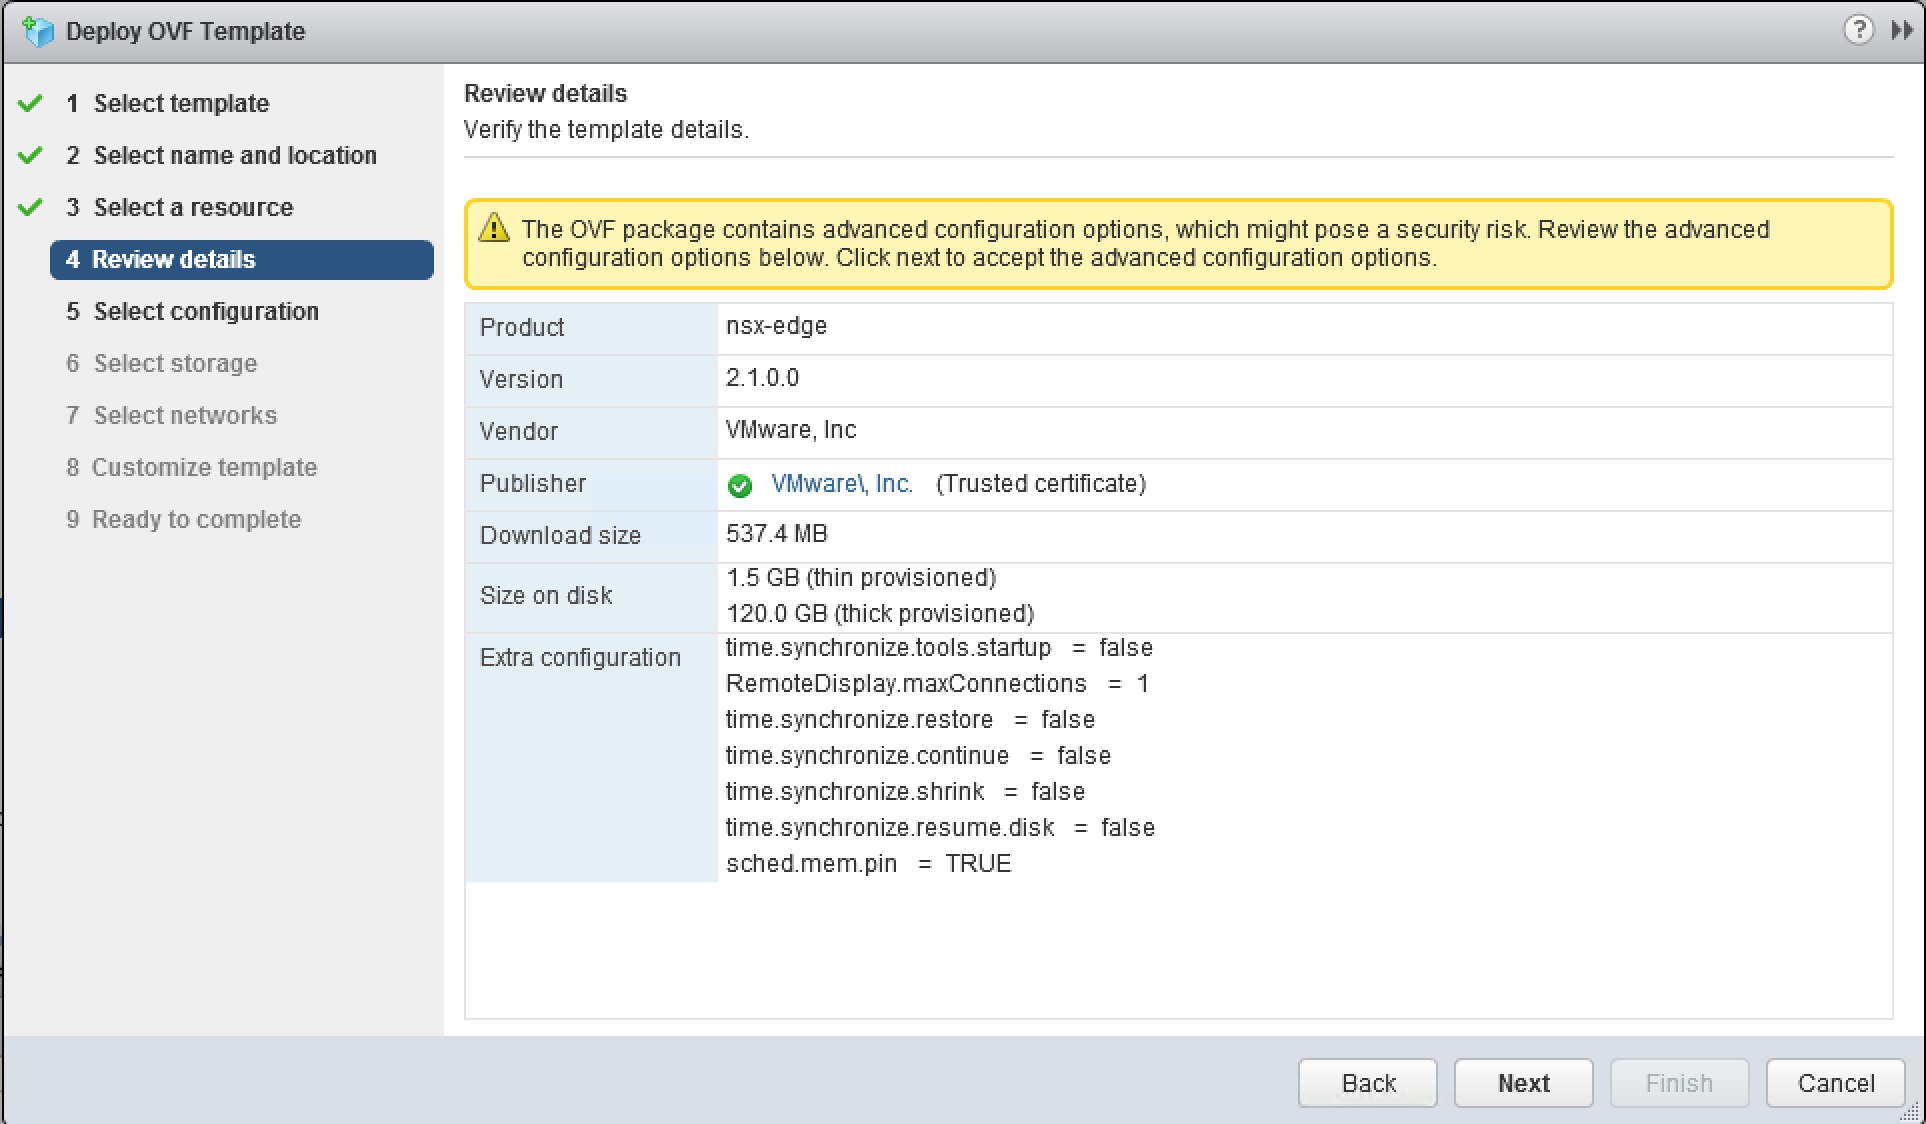 Deploy OVF Template
?
1 Select template
2 Select name and location
3 Select a resource
4 Review details
5 Select configuration
6 Select storage
7 Select networks
8 Customize template
9 Ready to complete
Review details
Verify the template details.
The OVF package contains advanced configuration options, which might pose a security risk. Review the advanced
configuration options below. Click next to accept the advanced configuration options.
Product nsx-edge
Version 2.1.0.0
Vendor VMware, Inc
Publisher VMware\, Inc. (Trusted certificate)
Download size 537.4 MB
Size on disk 1.5 GB (thin provisioned)
120.0 GB (thick provisioned)
Extra configuration time.synchronize.tools.startup = false
RemoteDisplay.maxConnections = 1
time.synchronize.restore = false
time.synchronize.continue = false
time.synchronize.shrink = false
time.synchronize.resume.disk = false
sched.mem.pin = TRUE
Back Next Finish Cancel